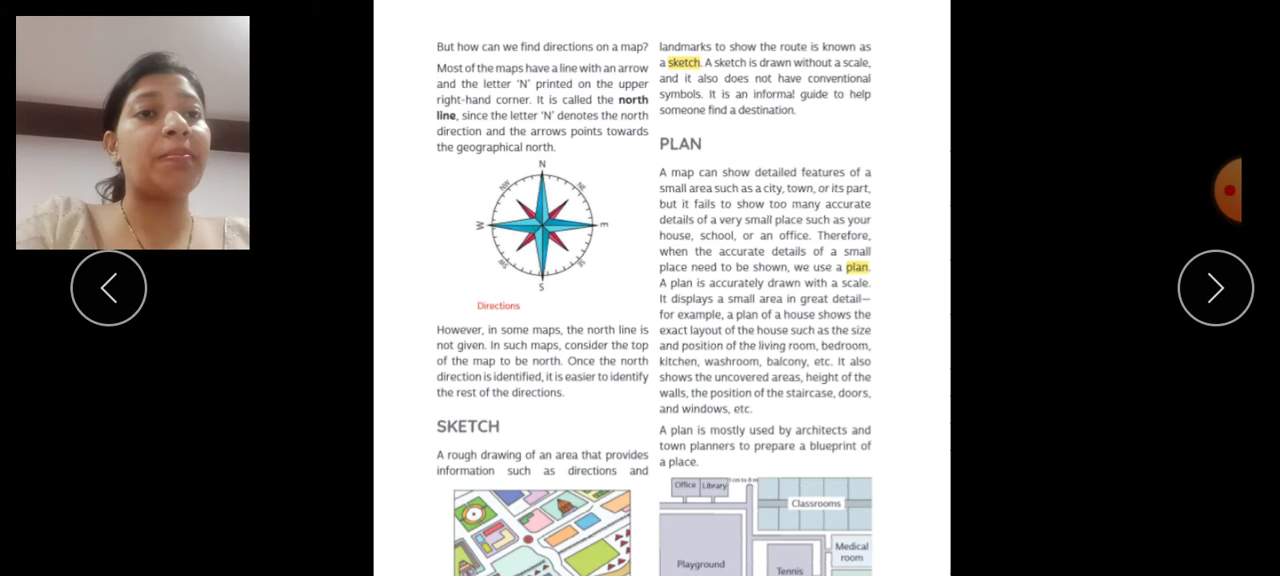 But how can we find directions on a map?
Most of the maps have a line with an arrow
and the letter ‘N’ printed on the upper
right-hand corner. It is called the north
line, since the letter ‘N’ denotes the north
direction and the arrows points towards
the geographical north.
N
NW
NE
W
E
SW
SE
S
Directions
However, in some maps, the north line is
not given. In such maps, consider the top
of the map to be north. Once the north
direction is identified, it is easier to identify
the rest of the directions.
SKETCH
A rough drawing of an area that provides
information such as directions and
landmarks to show the route is known as
a sketch. A sketch is drawn without a scale,
and it also does not have conventional
symbols. It is an informal guide to help
someone find a destination.
PLAN
A map can show detailed features of a
small area such as a city, town, or its part,
but it fails to show too many accurate
details of a very small place such as your
house, school, or an office. Therefore,
when the accurate details of a small
place need to be shown, we use a plan.
A plan is accurately drawn with a scale.
It displays a small area in great detail—
for example, a plan of a house shows the
exact layout of the house such as the size
and position of the living room, bedroom,
kitchen, washroom, balcony, etc. It also
shows the uncovered areas, height of the
walls, the position of the staircase, doors,
and windows, etc.
A plan is mostly used by architects and
town planners to prepare a blueprint of
a place.
Office
Library
Classrooms
Medical
room
Playground
Tennis